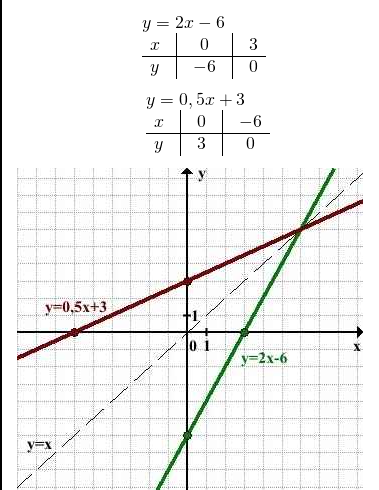 y = 2x − 6
x 0 3
y −6 0
y = 0,5x + 3
x 0 −6
y 3 0
y
y=0,5x+3
1
0 1
x
y=2x-6
y=x